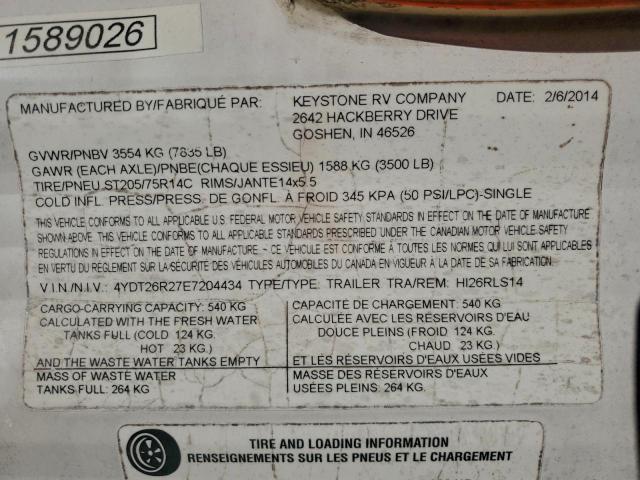 1589026
MANUFACTURED BY/FABRIQUÉ PAR: KEYSTONE RV COMPANY DATE: 2/6/2014
2642 HACKBERRY DRIVE
GOSHEN, IN 46526
GVWR/PNBV 3554 KG (7835 LB)
GAWR (EACH AXLE)/PNBE(CHAQUE ESSIEU) 1588 KG (3500 LB)
TIRE/PNEU ST205/75R14C RIMS/JANTE14x5.5
COLD INFL. PRESS/PRESS. DE GONFL. À FROID 345 KPA (50 PSI/LPC)-SINGLE
THIS VEHICLE CONFORMS TO ALL APPLICABLE U.S. FEDERAL MOTOR VEHICLE SAFETY STANDARDS IN EFFECT ON THE DATE OF MANUFACTURE
SHOWN ABOVE. THIS VEHICLE CONFORMS TO ALL APPLICABLE STANDARDS PRESCRIBED UNDER THE CANADIAN MOTOR VEHICLE SAFETY
REGULATIONS IN EFFECT ON THE DATE OF MANUFACTURE - CE VÉHICULE EST CONFORME À TOUTES LES NORMES QUI LUI SONT APPLICABLES
EN VERTU DU RÈGLEMENT SUR LA SÉCURITÉ DES VÉHICULES AUTOMOBILES DU CANADA EN VIGUEUR À LA DATE DE SA FABRICATION.
V.I.N./N.I.V.: 4YDT26R27E7204434 TYPE/TYPE: TRAILER TRA/REM: HI26RLS14
CARGO-CARRYING CAPACITY: 540 KG
CALCULATED WITH THE FRESH WATER
TANKS FULL (COLD 124 KG.
HOT 23 KG.)
AND THE WASTE WATER TANKS EMPTY
MASS OF WASTE WATER
TANKS FULL: 264 KG.
CAPACITE DE CHARGEMENT: 540 KG
CALCULÉE AVEC LES RÉSERVOIRS D'EAU
DOUCE PLEINS (FROID 124 KG.
CHAUD 23 KG.)
ET LES RÉSERVOIRS D'EAUX USÉES VIDES
MASSE DES RÉSERVOIRS D'EAUX
USÉES PLEINS: 264 KG.
TIRE AND LOADING INFORMATION
RENSEIGNEMENTS SUR LES PNEUS ET LE CHARGEMENT